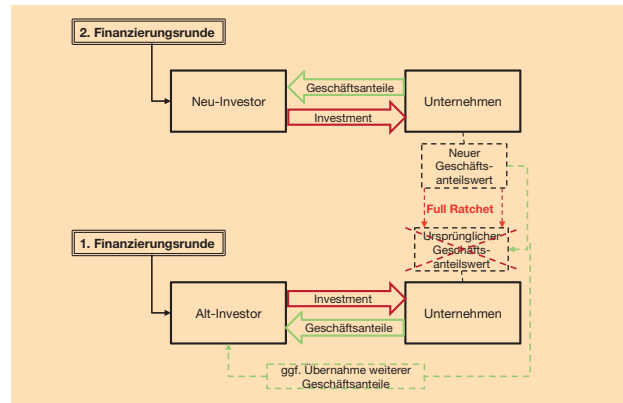 2. Finanzierungsrunde
Neu-Investor
Geschäftsanteile
Investment
Unternehmen
Neuer
Geschäfts-
anteilswert
Full Ratchet
1. Finanzierungsrunde
Ursprünglicher
Geschäfts-
anteilswert
Alt-Investor
Investment
Geschäftsanteile
Unternehmen
ggf. Übernahme weiterer
Geschäftsanteile